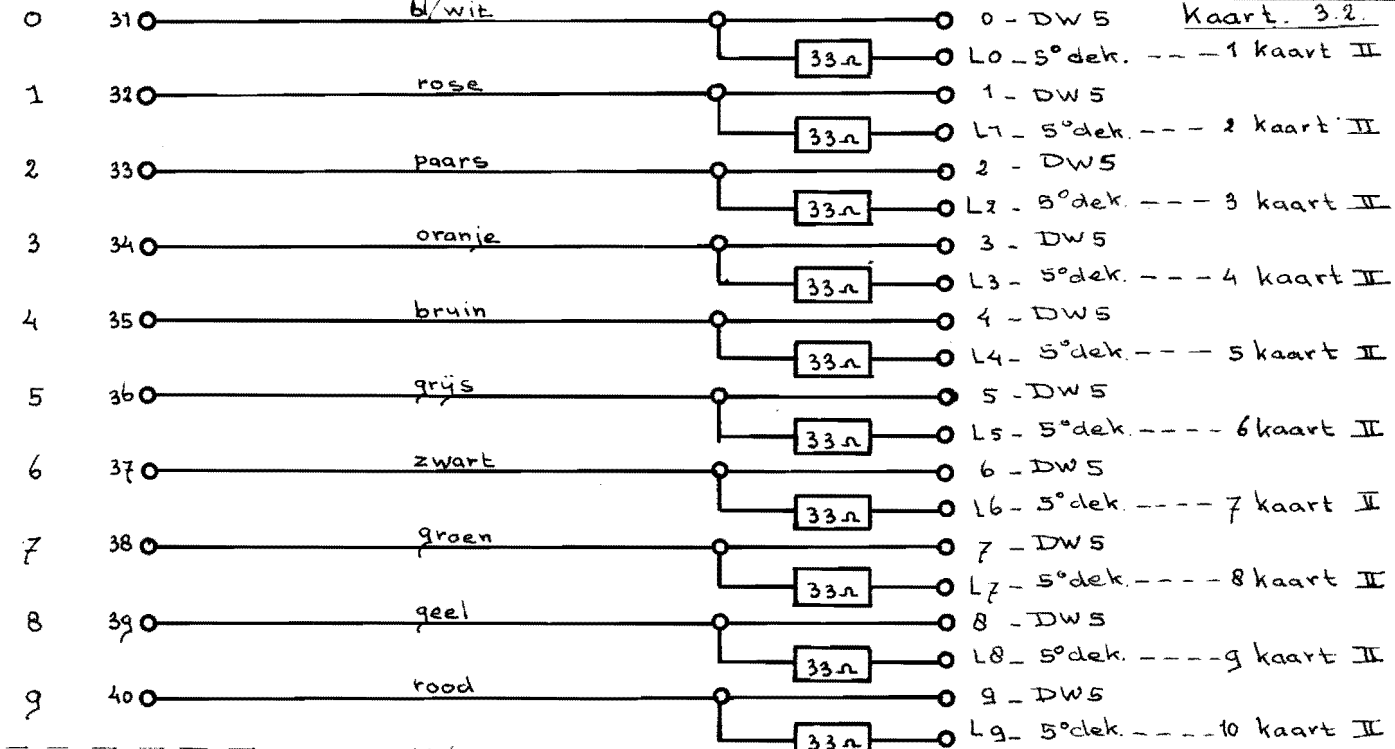 0 31 bl/wit 0 - DW 5 Kaart. 3.2.
33Ω L0 - 5° dek. --- 1 kaart II
1 32 rose 1 - DW 5
33Ω L1 - 5° dek. --- 2 kaart II
2 33 paars 2 - DW 5
33Ω L2 - 5° dek. --- 3 kaart II
3 34 oranje 3 - DW 5
33Ω L3 - 5° dek. --- 4 kaart II
4 35 bruin 4 - DW 5
33Ω L4 - 5° dek. --- 5 kaart II
5 36 grijs 5 - DW 5
33Ω L5 - 5° dek. ---- 6 kaart II
6 37 zwart 6 - DW 5
33Ω L6 - 5° dek. ---- 7 kaart II
7 38 groen 7 - DW 5
33Ω L7 - 5° dek. ---- 8 kaart II
8 39 geel 8 - DW 5
33Ω L8 - 5° dek. ---- 9 kaart II
9 40 rood 9 - DW 5
33Ω L9 - 5° dek. ---- 10 kaart II